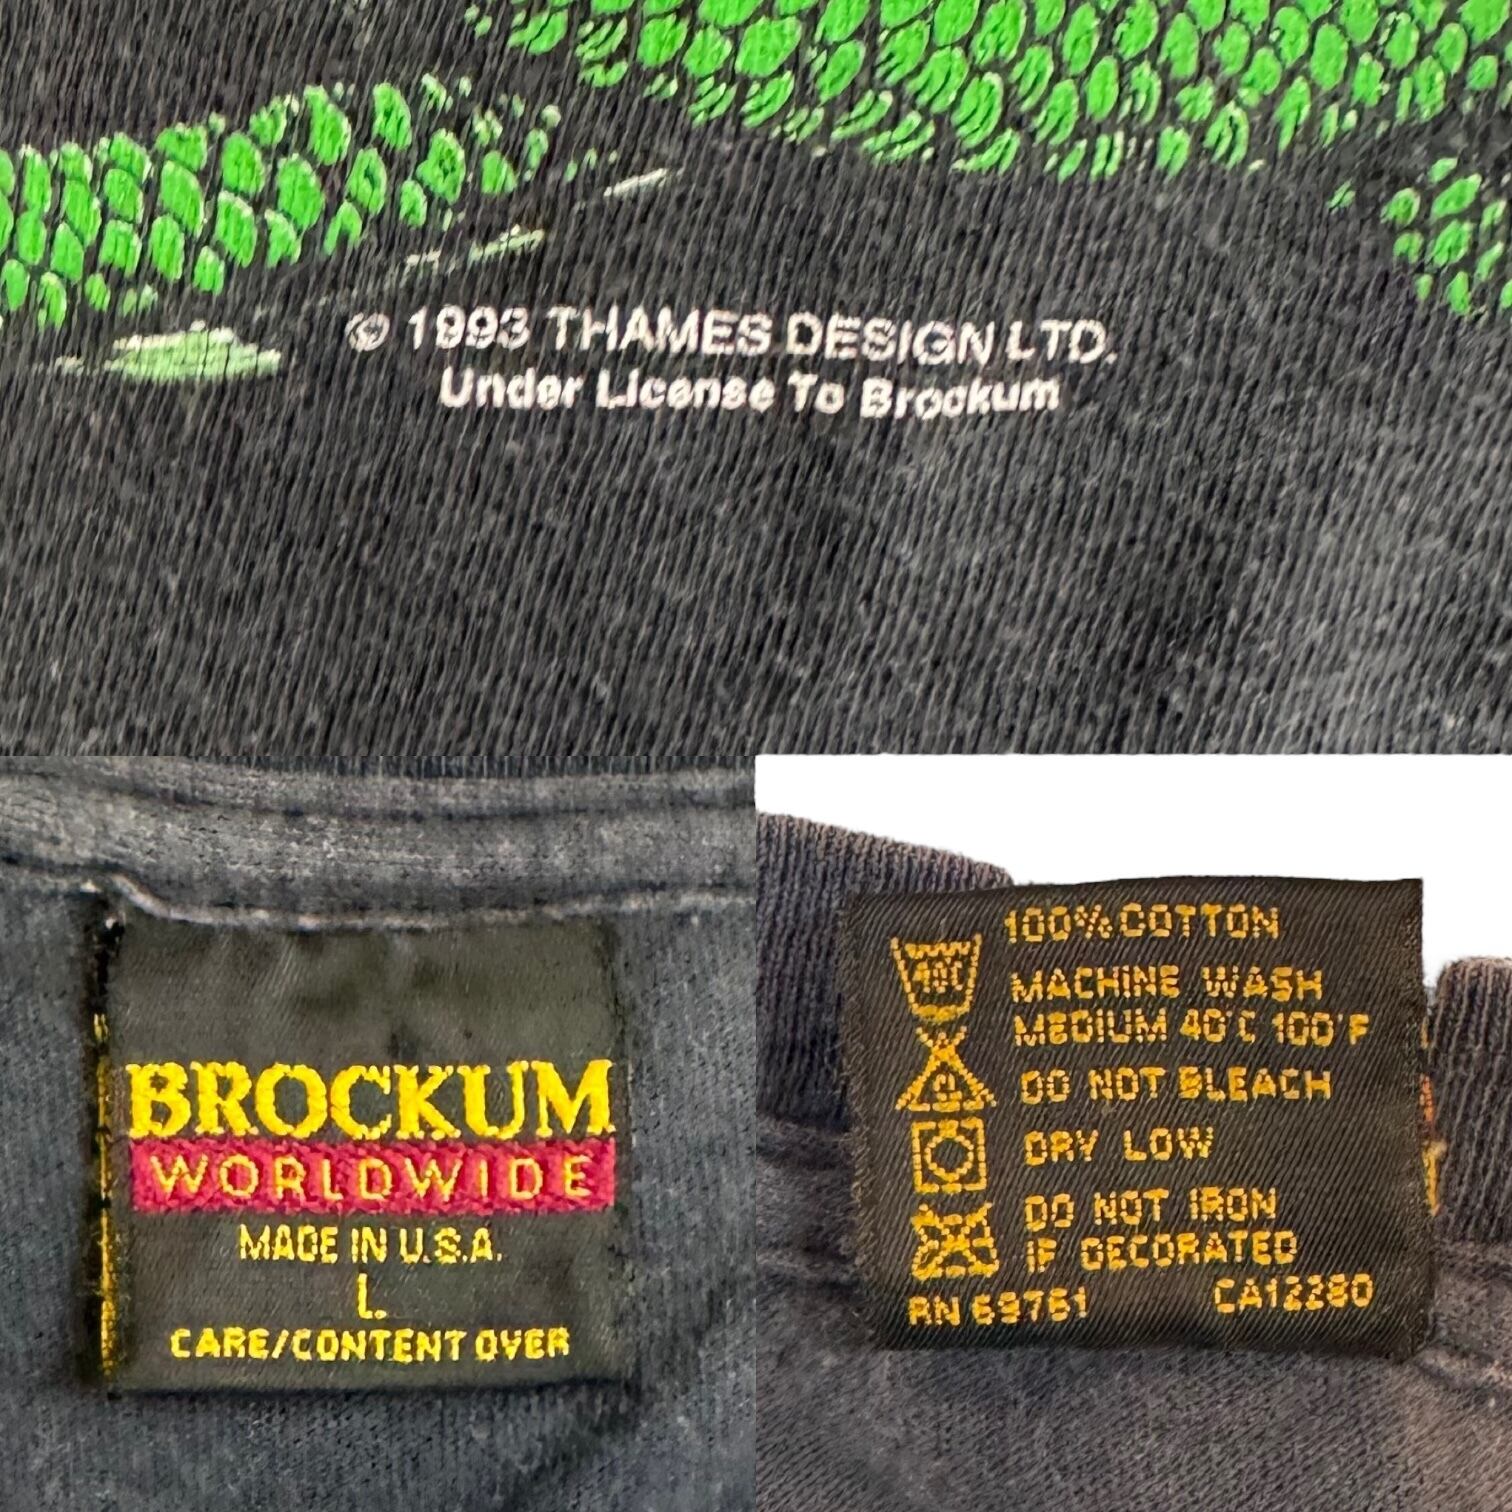 © 1993 THAMES DESIGN LTD.
Under License To Brockum
BROCKUM
WORLDWIDE
MADE IN U.S.A.
L
CARE/CONTENT OVER
100% COTTON
40C
MACHINE WASH
MEDIUM 40°C 100°F
DO NOT BLEACH
DRY LOW
DO NOT IRON
IF DECORATED
RN 69761 CA12280